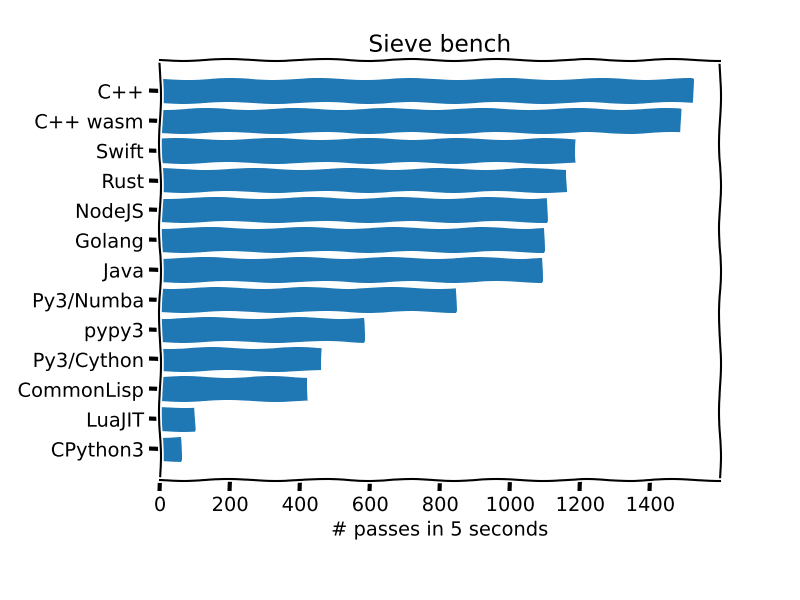 Sieve bench
C++
C++ wasm
Swift
Rust
NodeJS
Golang
Java
Py3/Numba
pypy3
Py3/Cython
CommonLisp
LuaJIT
CPython3
0 200 400 600 800 1000 1200 1400
# passes in 5 seconds